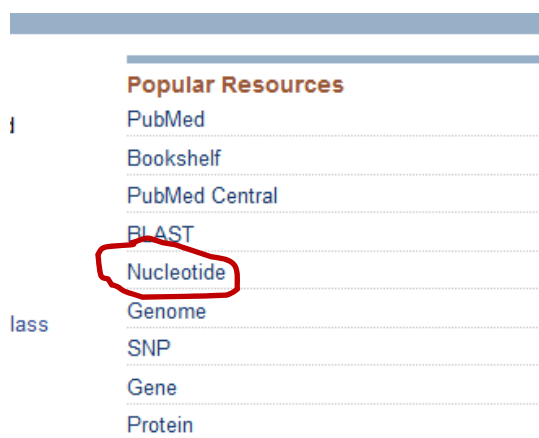 Popular Resources
PubMed
Bookshelf
PubMed Central
BLAST
Nucleotide
Genome
lass
SNP
Gene
Protein